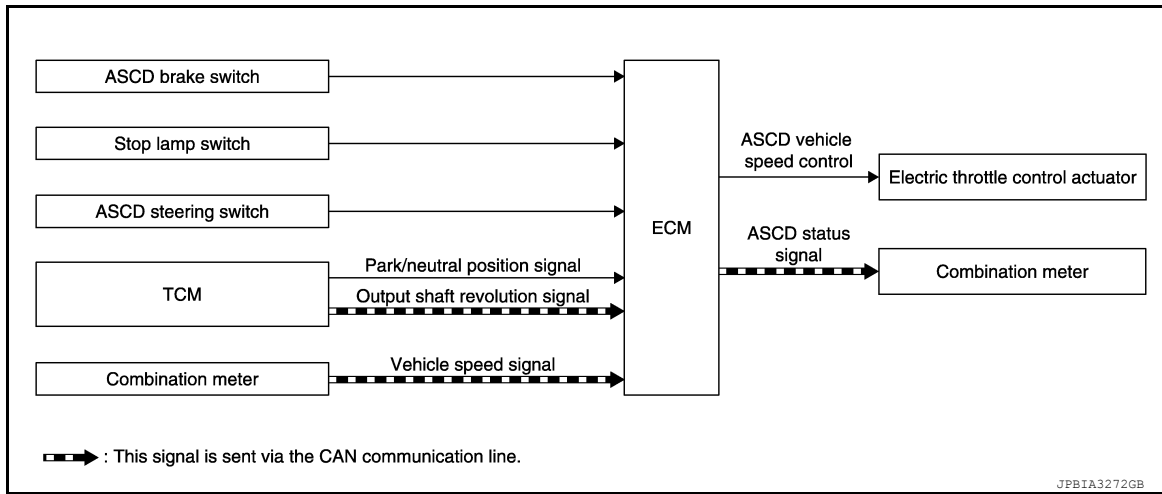 ASCD brake switch
Stop lamp switch
ASCD steering switch
TCM
Park/neutral position signal
Output shaft revolution signal
Combination meter
Vehicle speed signal
ECM
ASCD vehicle
speed control
Electric throttle control actuator
ASCD status
signal
Combination meter
: This signal is sent via the CAN communication line.
JPBIA3272GB